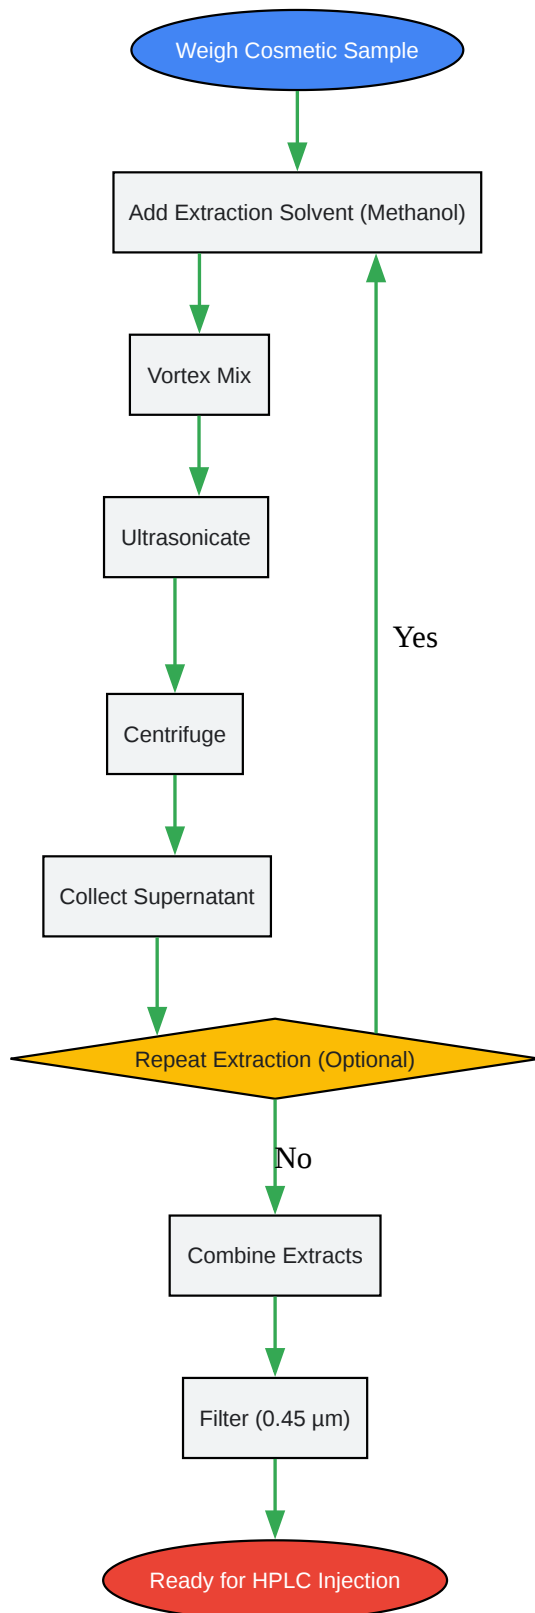 Weigh Cosmetic Sample
Add Extraction Solvent (Methanol)
Vortex Mix
Ultrasonicate
Yes
Centrifuge
Collect Supernatant
Repeat Extraction (Optional)
No
Combine Extracts
Filter (0.45 µm)
Ready for HPLC Injection